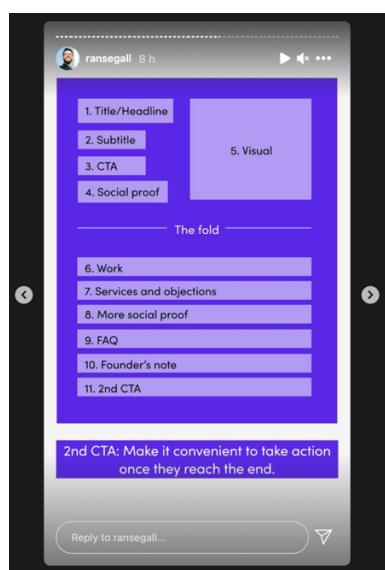 ransegall 8 h
1. Title/Headline
2. Subtitle
3. CTA
4. Social proof
5. Visual
The fold
6. Work
7. Services and objections
8. More social proof
9. FAQ
10. Founder's note
11. 2nd CTA
2nd CTA: Make it convenient to take action
once they reach the end.
Reply to ransegall...